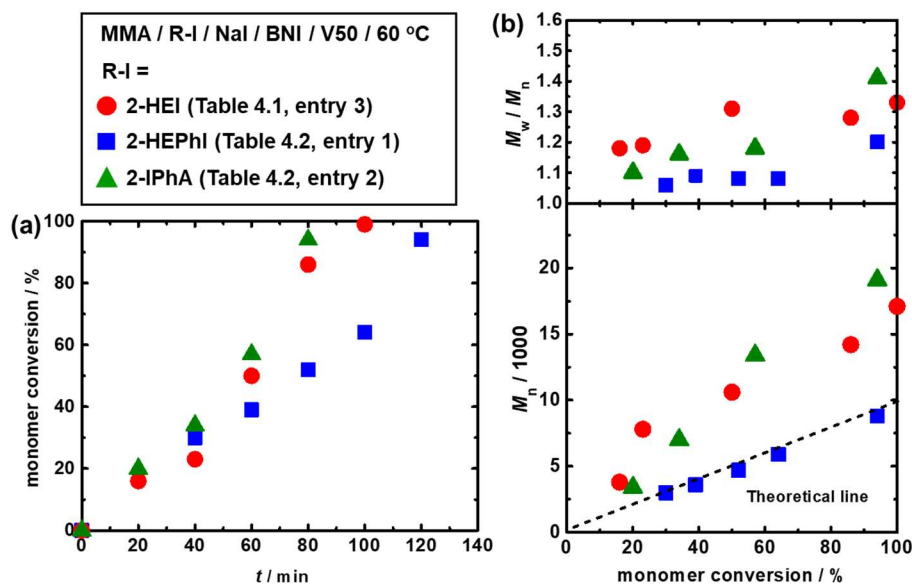 MMA / R-I / NaI / BNI / V50 / 60 °C
R-I =
2-HEI (Table 4.1, entry 3)
2-HEPhI (Table 4.2, entry 1)
2-IPhA (Table 4.2, entry 2)
(a)
monomer conversion / %
100
80
60
40
20
0
0 20 40 60 80 100 120 140
t / min
(b)
Mw / Mn
1.6
1.5
1.4
1.3
1.2
1.1
1.0
Mn / 1000
20
15
10
5
0
Theoretical line
0 20 40 60 80 100
monomer conversion / %